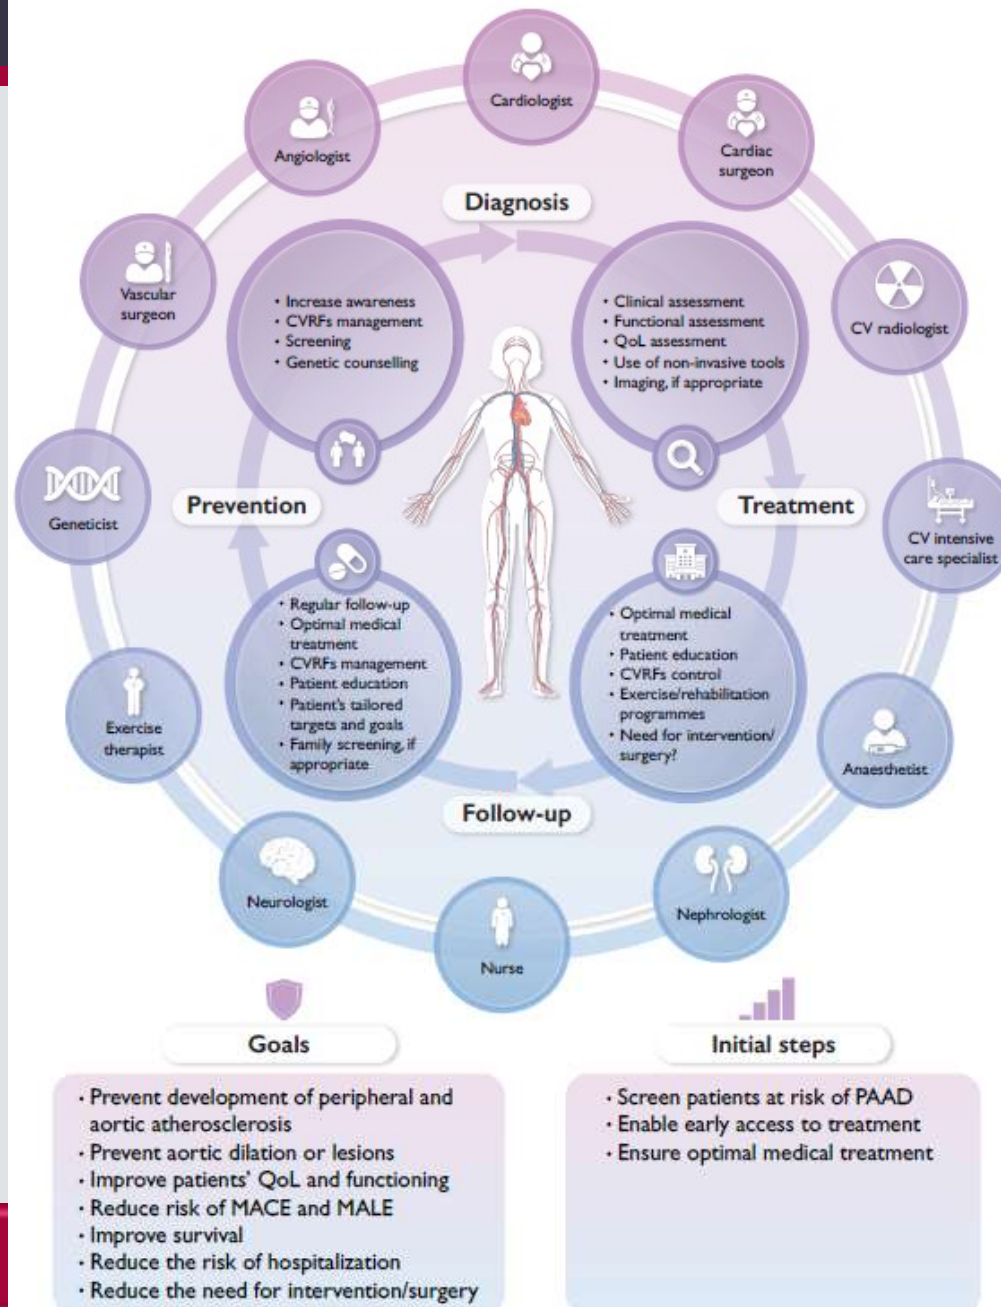 Cardiologist
Angiologist
Cardiac
surgeon
Diagnosis
Vascular
surgeon
• Increase awareness
• CVRFs management
• Screening
• Genetic counselling
• Clinical assessment
• Functional assessment
• QoL assessment
• Use of non-invasive tools
• Imaging, if appropriate
CV radiologist
Geneticist
Prevention
Treatment
CV intensive
care specialist
• Regular follow-up
• Optimal medical
treatment
• CVRFs management
• Patient education
• Patient's tailored
targets and goals
• Family screening, if
appropriate
• Optimal medical
treatment
• Patient education
• CVRFs control
• Exercise/rehabilitation
programmes
• Need for intervention/
surgery?
Exercise
therapist
Anaesthetist
Follow-up
Neurologist
Nephrologist
Nurse
Goals
· Prevent development of peripheral and
aortic atherosclerosis
· Prevent aortic dilation or lesions
· Improve patients' QoL and functioning
· Reduce risk of MACE and MALE
· Improve survival
· Reduce the risk of hospitalization
· Reduce the need for intervention/surgery
Initial steps
· Screen patients at risk of PAAD
· Enable early access to treatment
· Ensure optimal medical treatment